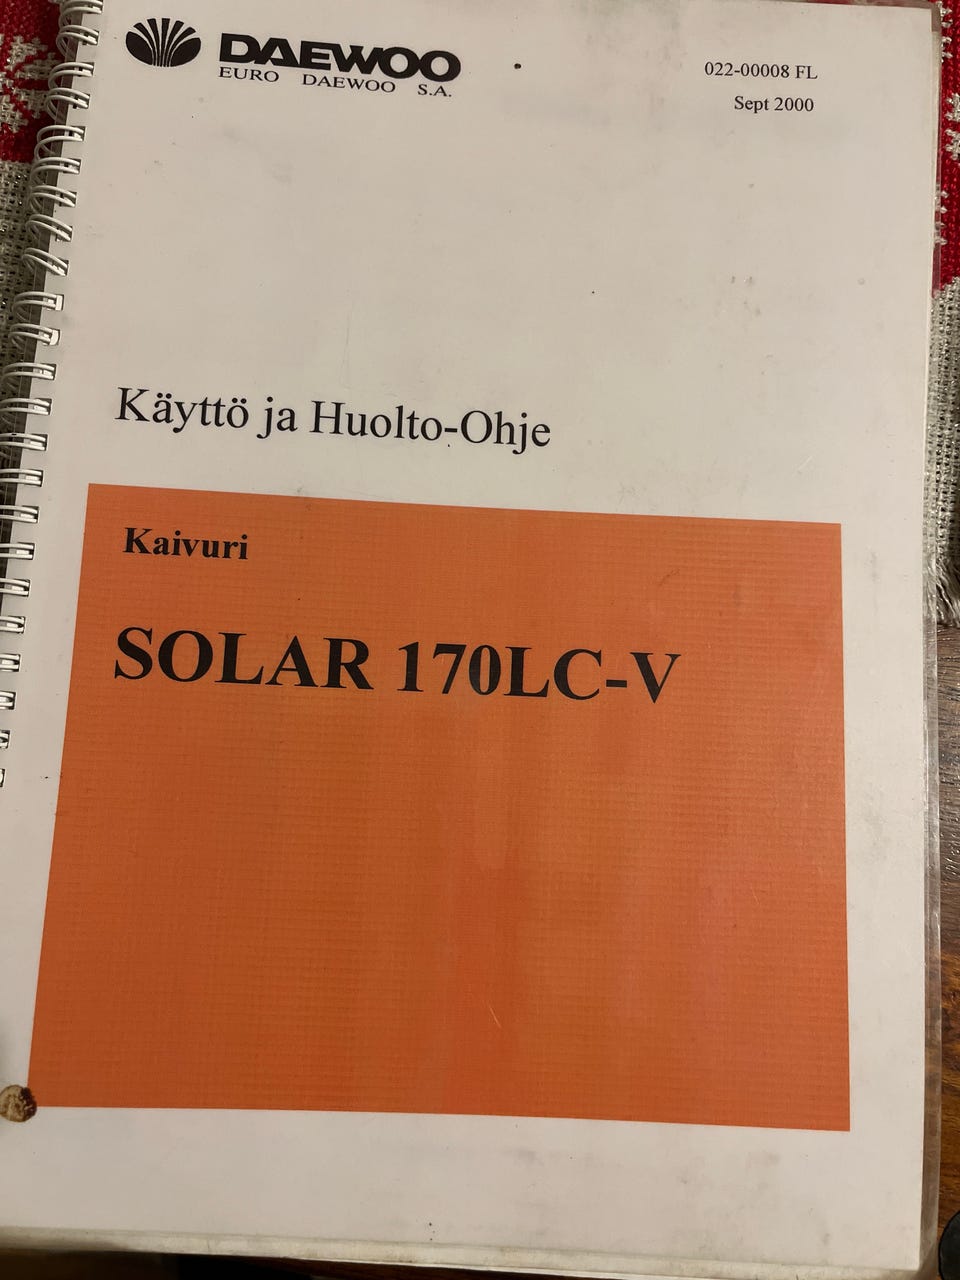 DAEWOO
EURO DAEWOO S.A.
022-00008 FL
Sept 2000
Käyttö ja Huolto-Ohje
Kaivuri
SOLAR 170LC-V